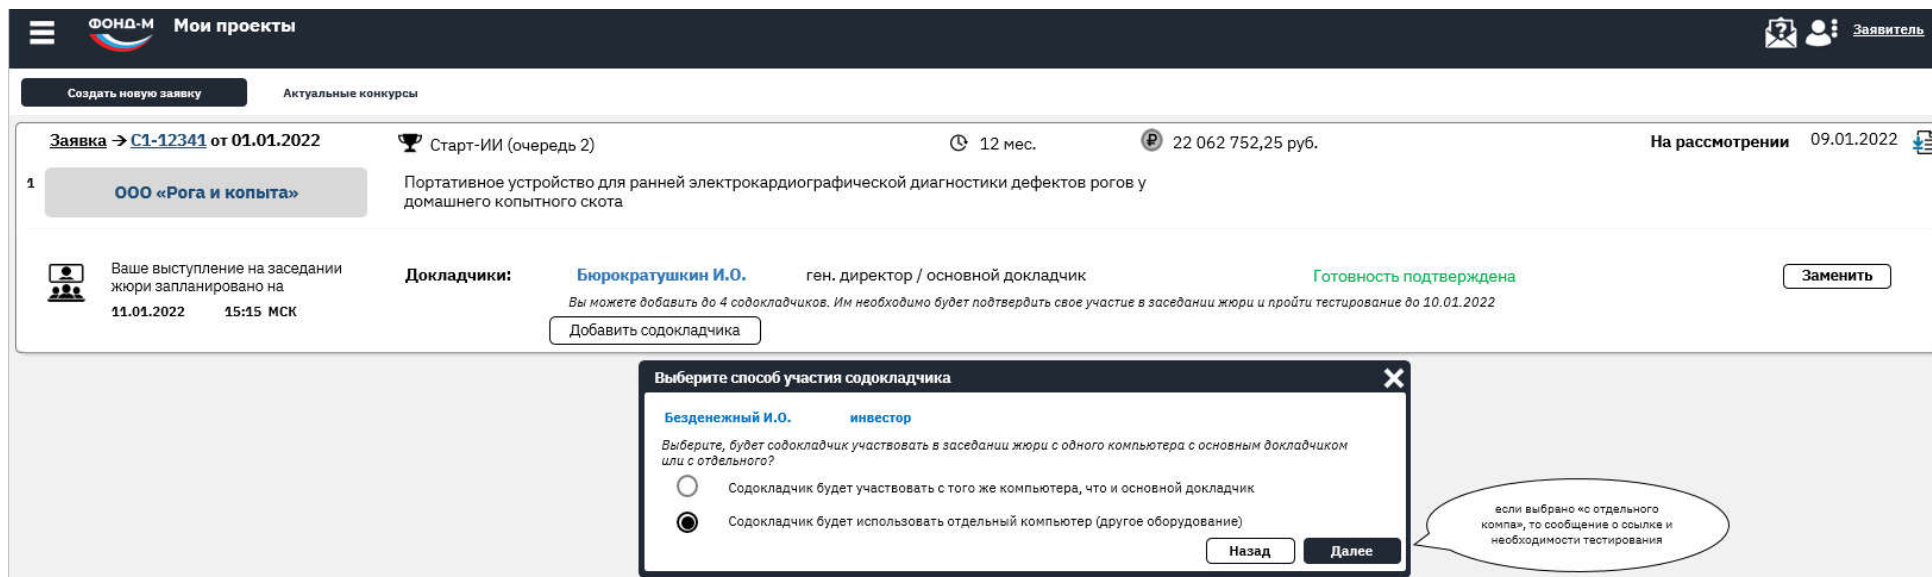 ФОНД-М
Мои проекты
Заявитель
Создать новую заявку
Актуальные конкурсы
Заявка → С1-12341 от 01.01.2022
Старт-ИИ (очередь 2)
12 мес.
22 062 752,25 руб.
На рассмотрении
09.01.2022
1
ООО «Рога и копыта»
Портативное устройство для ранней электрокардиографической диагностики дефектов рогов у
домашнего копытного скота
Ваше выступление на заседании
жюри запланировано на
11.01.2022 15:15 МСК
Докладчики:
Бюрократушкин И.О.
ген. директор / основной докладчик
Готовность подтверждена
Заменить
Вы можете добавить до 4 содокладчиков. Им необходимо будет подтвердить свое участие в заседании жюри и пройти тестирование до 10.01.2022
Добавить содокладчика
Выберите способ участия содокладчика
Безденежный И.О.
инвестор
Выберите, будет содокладчик участвовать в заседании жюри с одного компьютера с основным докладчиком
или с отдельного?
Содокладчик будет участвовать с того же компьютера, что и основной докладчик
Содокладчик будет использовать отдельный компьютер (другое оборудование)
Назад
Далее
если выбрано «с отдельного
компа», то сообщение о ссылке и
необходимости тестирования